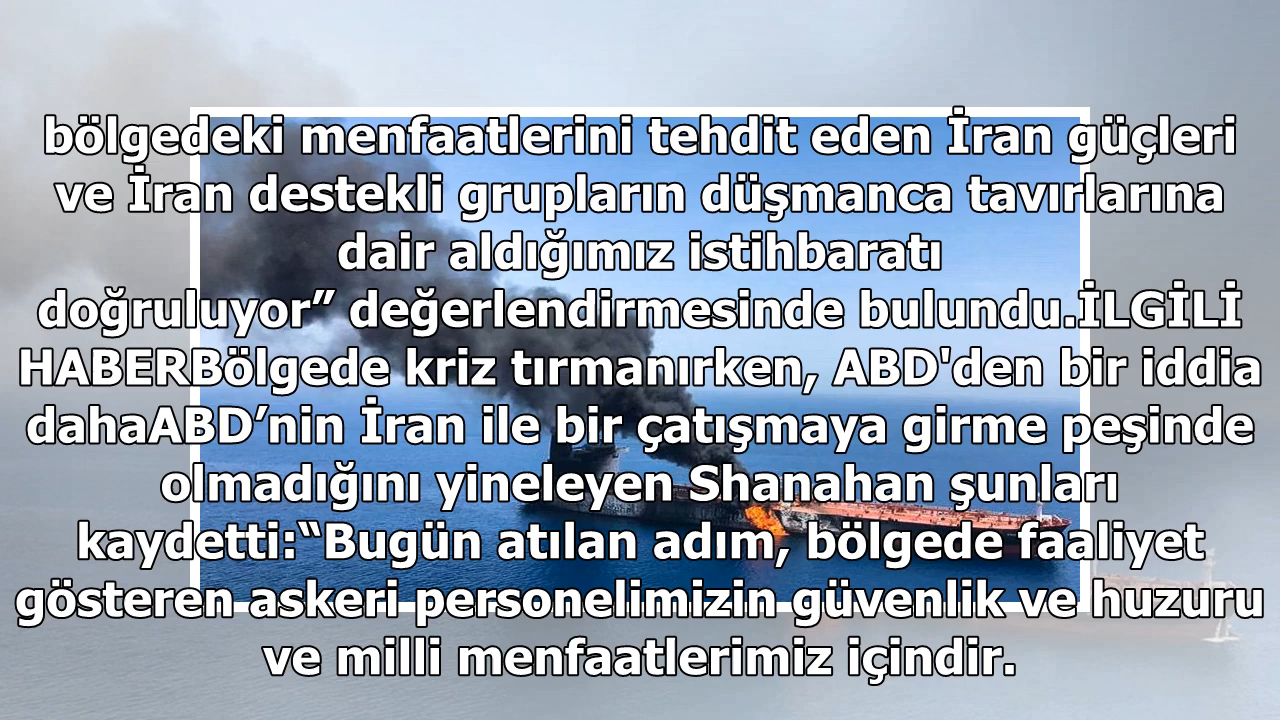 bölgedeki menfaatlerini tehdit eden İran güçleri
ve İran destekli grupların düşmanca tavırlarına
dair aldığımız istihbaratı
doğruluyor” değerlendirmesinde bulundu.İLGİLİ
HABERBölgede kriz tırmanırken, ABD'den bir iddia
dahaABD’nin İran ile bir çatışmaya girme peşinde
olmadığını yineleyen Shanahan şunları
kaydetti:“Bugün atılan adım, bölgede faaliyet
gösteren askeri personelimizin güvenlik ve huzuru
ve milli menfaatlerimiz içindir.